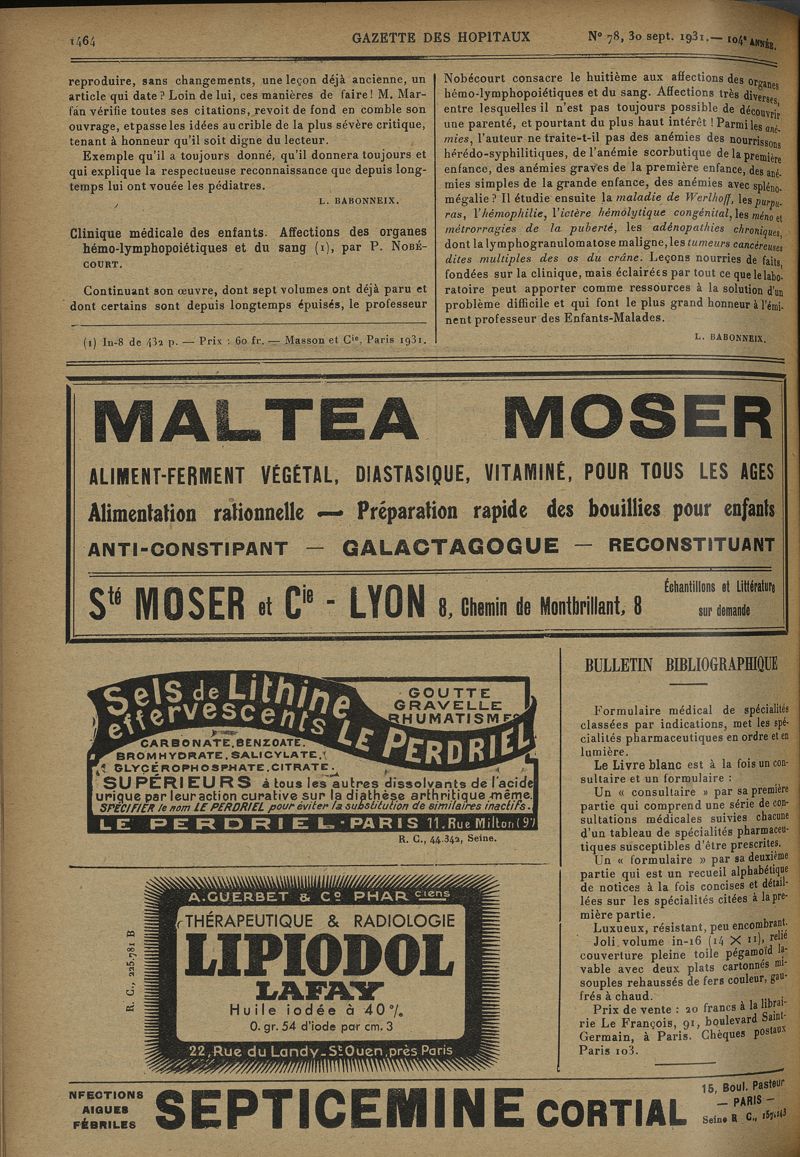 1464
GAZETTE DES HOPITAUX
N° 78, 30 sept. 1931.— 104e ANNÉE.
reproduire, sans changements, une leçon déjà ancienne, un
article qui date ? Loin de lui, ces manières de faire! M. Mar-
fan vérifie toutes ses citations, revoit de fond en comble son
ouvrage, et passe les idées au crible de la plus sévère critique,
tenant à honneur qu'il soit digne du lecteur.
Exemple qu'il a toujours donné, qu'il donnera toujours et
qui explique la respectueuse reconnaissance que depuis long-
temps lui ont vouée les pédiatres.
L. BABONNEIX.
Clinique médicale des enfants. Affections des organes
hémo-lymphopoiétiques et du sang (1), par P. NOBÉ-
COURT.
Continuant son œuvre, dont sept volumes ont déjà paru et
dont certains sont depuis longtemps épuisés, le professeur
(1) In-8 de 432 p. — Prix : 60 fr. — Masson et Cie, Paris 1931.
Nobécourt consacre le huitième aux affections des organes
hémo-lymphopoiétiques et du sang. Affections très diverses,
entre lesquelles il n'est pas toujours possible de découvrir
une parenté, et pourtant du plus haut intérêt ! Parmi les ané-
mies, l'auteur ne traite-t-il pas des anémies des nourrissons
hérédo-syphilitiques, de l'anémie scorbutique de la première
enfance, des anémies graves de la première enfance, des ané-
mies simples de la grande enfance, des anémies avec spléno-
mégalie ? Il étudie ensuite la maladie de Werlhoff, les purpu-
ras, l'hémophilie, l'ictère hémolytique congénital, les méno et
métrorragies de la puberté, les adénopathies chroniques,
dont la lymphogranulomatose maligne, les tumeurs cancéreuses
dites multiples des os du crâne. Leçons nourries de faits,
fondées sur la clinique, mais éclairées par tout ce que le labo-
ratoire peut apporter comme ressources à la solution d'un
problème difficile et qui font le plus grand honneur à l'émi-
nent professeur des Enfants-Malades.
L. BABONNEIX.
MALTEA MOSER
ALIMENT-FERMENT VÉGÉTAL, DIASTASIQUE, VITAMINÉ, POUR TOUS LES AGES
Alimentation rationnelle — Préparation rapide des bouillies pour enfants
ANTI-CONSTIPANT — GALACTAGOGUE — RECONSTITUANT
Sté MOSER et Cie - LYON 8, Chemin de Montbrillant, 8
Échantillons et Littérature
sur demande
Sels de Lithine
effervescents LE PERDRIEL
GOUTTE
GRAVELLE
RHUMATISMES
CARBONATE, BENZOATE,
BROMHYDRATE, SALICYLATE,
GLYCÉROPHOSPHATE, CITRATE.
SUPÉRIEURS à tous les autres dissolvants de l'acide
urique par leur action curative sur la diathèse arthritique même.
SPÉCIFIER le nom LE PERDRIEL pour éviter la substitution de similaires inactifs.
LE PERDRIEL - PARIS 11, Rue Milton (9e)
R. C., 44.342, Seine.
R. C., 225.781 B
A. GUERBET & Co PHARciens
THÉRAPEUTIQUE & RADIOLOGIE
LIPIODOL
LAFAY
Huile iodée à 40 %.
0. gr. 54 d'iode par cm. 3
22, Rue du Landy_St Ouen, près Paris
BULLETIN BIBLIOGRAPHIQUE
Formulaire médical de spécialités
classées par indications, met les spé-
cialités pharmaceutiques en ordre et en
lumière.
Le Livre blanc est à la fois un con-
sultaire et un formulaire :
Un « consultaire » par sa première
partie qui comprend une série de con-
sultations médicales suivies chacune
d'un tableau de spécialités pharmaceu-
tiques susceptibles d'être prescrites.
Un « formulaire » par sa deuxième
partie qui est un recueil alphabétique
de notices à la fois concises et détail-
lées sur les spécialités citées à la pre-
mière partie.
Luxueux, résistant, peu encombrant.
Joli volume in-16 (14 X 11), relié
couverture pleine toile pégamoïd la-
vable avec deux plats cartonnés mi-
souples rehaussés de fers couleur, gau-
frés à chaud.
Prix de vente : 20 francs à la librai-
rie Le François, 91, boulevard Saint-
Germain, à Paris. Chèques postaux
Paris 103.
NFECTIONS
AIGUES
FÉBRILES
SEPTICEMINE CORTIAL
15, Boul. Pasteur
— PARIS —
Seine R C., 157.143